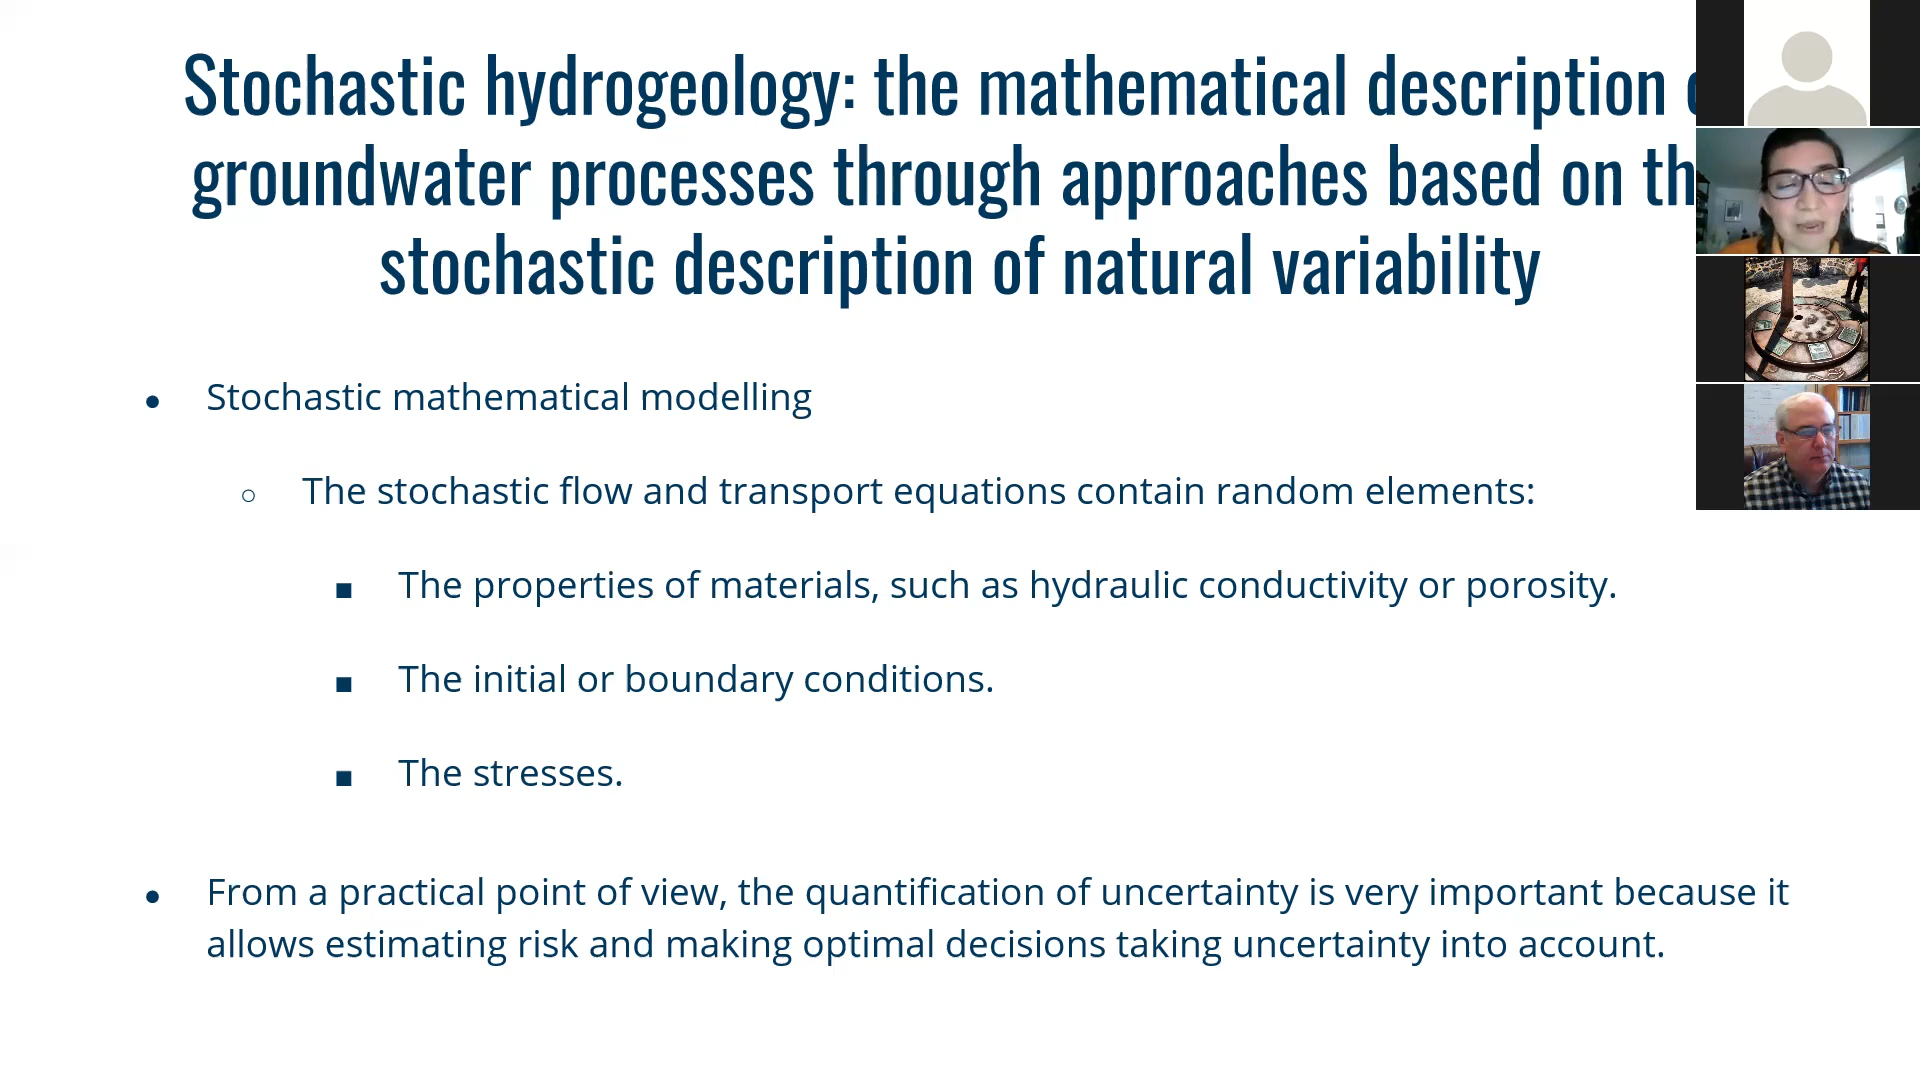 Stochastic hydrogeology: the mathematical description
groundwater processes through approaches based on th
stochastic description of natural variability
● Stochastic mathematical modelling
○ The stochastic flow and transport equations contain random elements:
■ The properties of materials, such as hydraulic conductivity or porosity.
■ The initial or boundary conditions.
■ The stresses.
● From a practical point of view, the quantification of uncertainty is very important because it
allows estimating risk and making optimal decisions taking uncertainty into account.